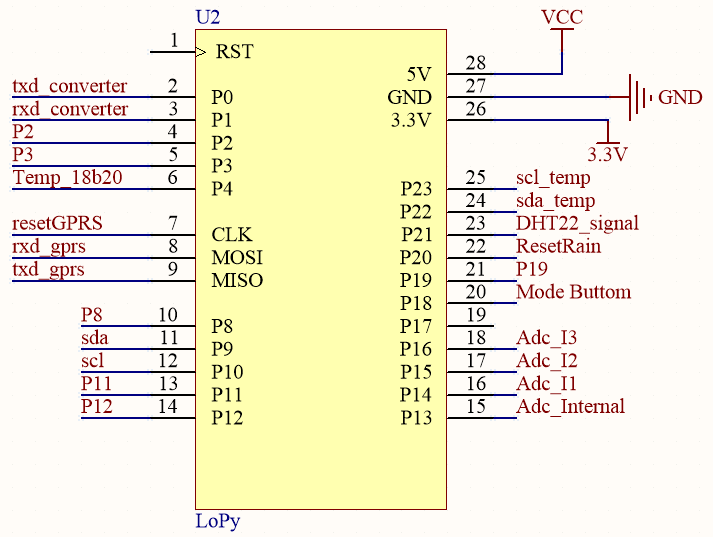 U2
VCC
1 RST
28 5V
txd_converter 2 P0
27 GND GND
rxd_converter 3 P1
26 3.3V
P2 4 P2
3.3V
P3 5 P3
Temp_18b20 6 P4
P23 25 scl_temp
P22 24 sda_temp
resetGPRS 7 CLK
P21 23 DHT22_signal
rxd_gprs 8 MOSI
P20 22 ResetRain
txd_gprs 9 MISO
P19 21 P19
P18 20 Mode Buttom
P8 10 P8
P17 19
sda 11 P9
P16 18 Adc_I3
scl 12 P10
P15 17 Adc_I2
P11 13 P11
P14 16 Adc_I1
P12 14 P12
P13 15 Adc_Internal
LoPy